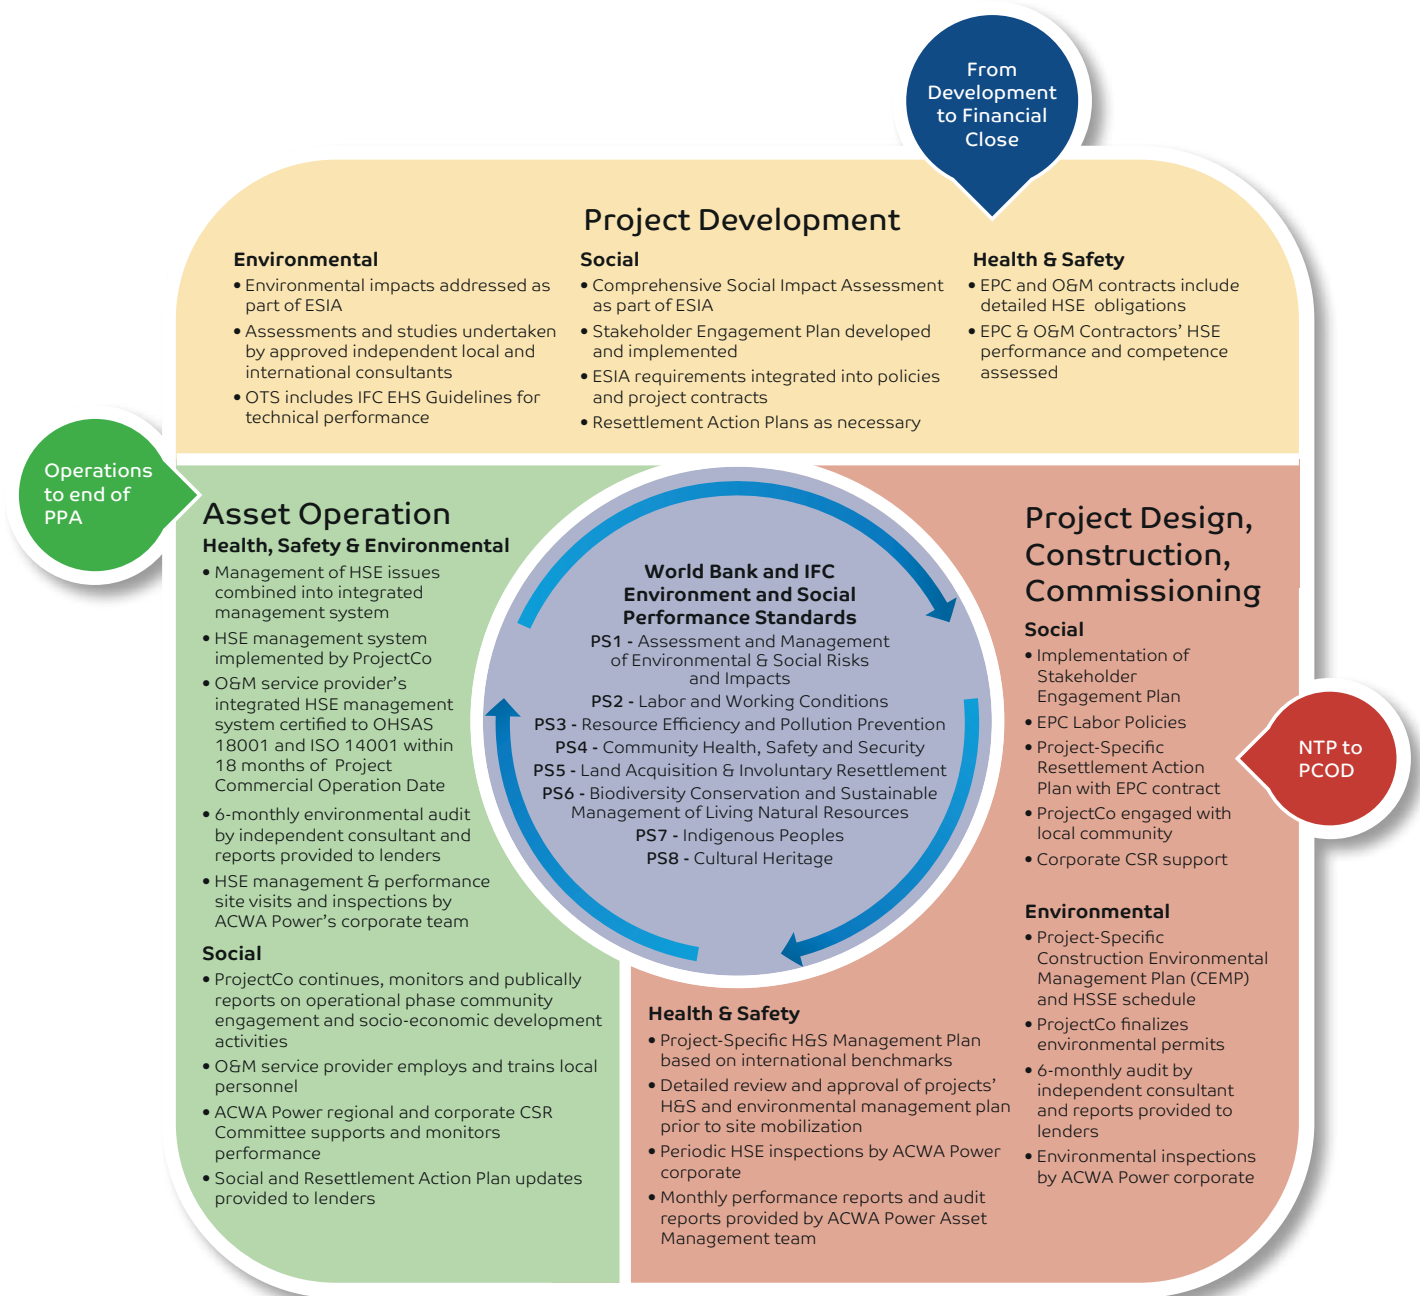 From
Development
to Financial
Close
Project Development
Environmental
• Environmental impacts addressed as
part of ESIA
• Assessments and studies undertaken
by approved independent local and
international consultants
• OTS includes IFC EHS Guidelines for
technical performance
Social
• Comprehensive Social Impact Assessment
as part of ESIA
• Stakeholder Engagement Plan developed
and implemented
• ESIA requirements integrated into policies
and project contracts
• Resettlement Action Plans as necessary
Health & Safety
• EPC and O&M contracts include
detailed HSE obligations
• EPC & O&M Contractors’ HSE
performance and competence
assessed
Operations
to end of
PPA
Asset Operation
Health, Safety & Environmental
• Management of HSE issues
combined into integrated
management system
• HSE management system
implemented by ProjectCo
• O&M service provider’s
integrated HSE management
system certified to OHSAS
18001 and ISO 14001 within
18 months of Project
Commercial Operation Date
• 6-monthly environmental audit
by independent consultant and
reports provided to lenders
• HSE management & performance
site visits and inspections by
ACWA Power’s corporate team
Social
• ProjectCo continues, monitors and publically
reports on operational phase community
engagement and socio-economic development
activities
• O&M service provider employs and trains local
personnel
• ACWA Power regional and corporate CSR
Committee supports and monitors
performance
• Social and Resettlement Action Plan updates
provided to lenders
World Bank and IFC
Environment and Social
Performance Standards
PS1 - Assessment and Management
of Environmental & Social Risks
and Impacts
PS2 - Labor and Working Conditions
PS3 - Resource Efficiency and Pollution Prevention
PS4 - Community Health, Safety and Security
PS5 - Land Acquisition & Involuntary Resettlement
PS6 - Biodiversity Conservation and Sustainable
Management of Living Natural Resources
PS7 - Indigenous Peoples
PS8 - Cultural Heritage
Project Design,
Construction,
Commissioning
Social
• Implementation of
Stakeholder
Engagement Plan
• EPC Labor Policies
• Project-Specific
Resettlement Action
Plan with EPC contract
• ProjectCo engaged with
local community
• Corporate CSR support
NTP to
PCOD
Environmental
• Project-Specific
Construction Environmental
Management Plan (CEMP)
and HSSE schedule
• ProjectCo finalizes
environmental permits
• 6-monthly audit by
independent consultant
and reports provided to
lenders
• Environmental inspections
by ACWA Power corporate
Health & Safety
• Project-Specific H&S Management Plan
based on international benchmarks
• Detailed review and approval of projects’
H&S and environmental management plan
prior to site mobilization
• Periodic HSE inspections by ACWA Power
corporate
• Monthly performance reports and audit
reports provided by ACWA Power Asset
Management team